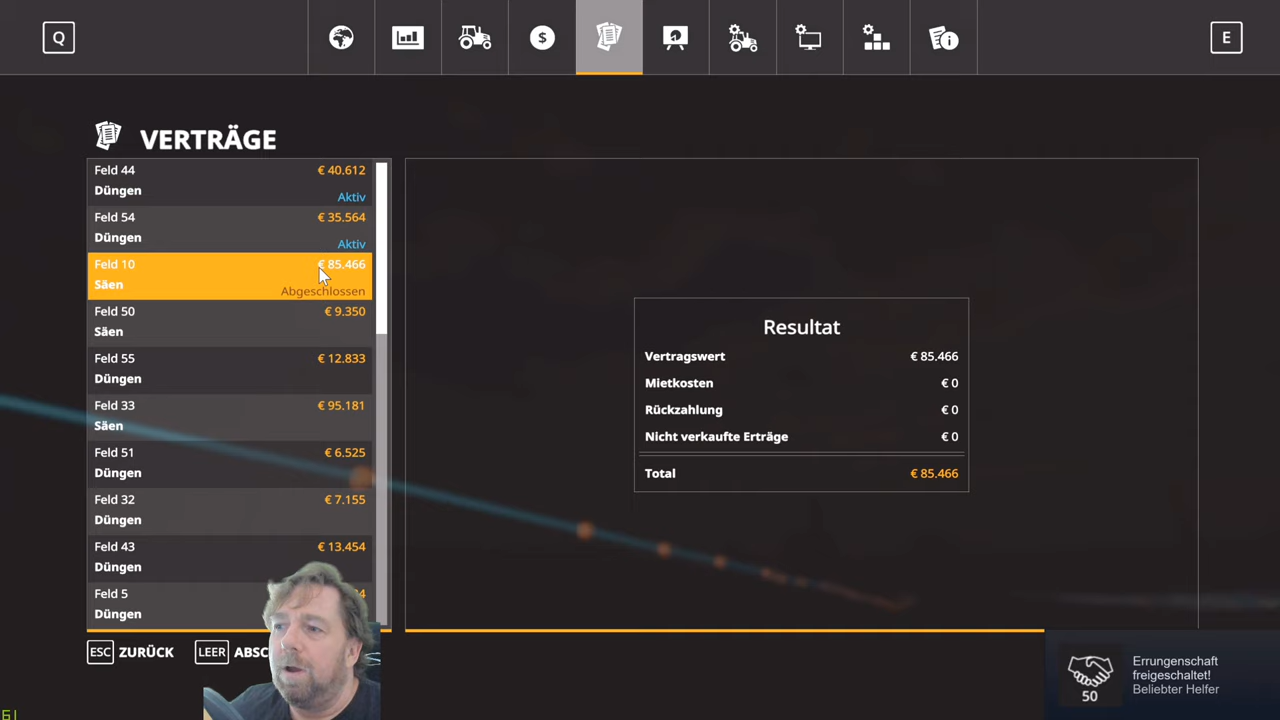 Q
$
E
VERTRÄGE
Feld 44 € 40.612
Düngen
Aktiv
Feld 54 € 35.564
Düngen
Aktiv
Feld 10 € 85.466
Säen
Abgeschlossen
Feld 50 € 9.350
Säen
Feld 55 € 12.833
Düngen
Feld 33 € 95.181
Säen
Feld 51 € 6.525
Düngen
Feld 32 € 7.155
Düngen
Feld 43 € 13.454
Düngen
Feld 5
Düngen
Resultat
Vertragswert € 85.466
Mietkosten € 0
Rückzahlung € 0
Nicht verkaufte Erträge € 0
Total € 85.466
ESC ZURÜCK LEER
Errungenschaft
freigeschaltet!
Beliebter Helfer
50